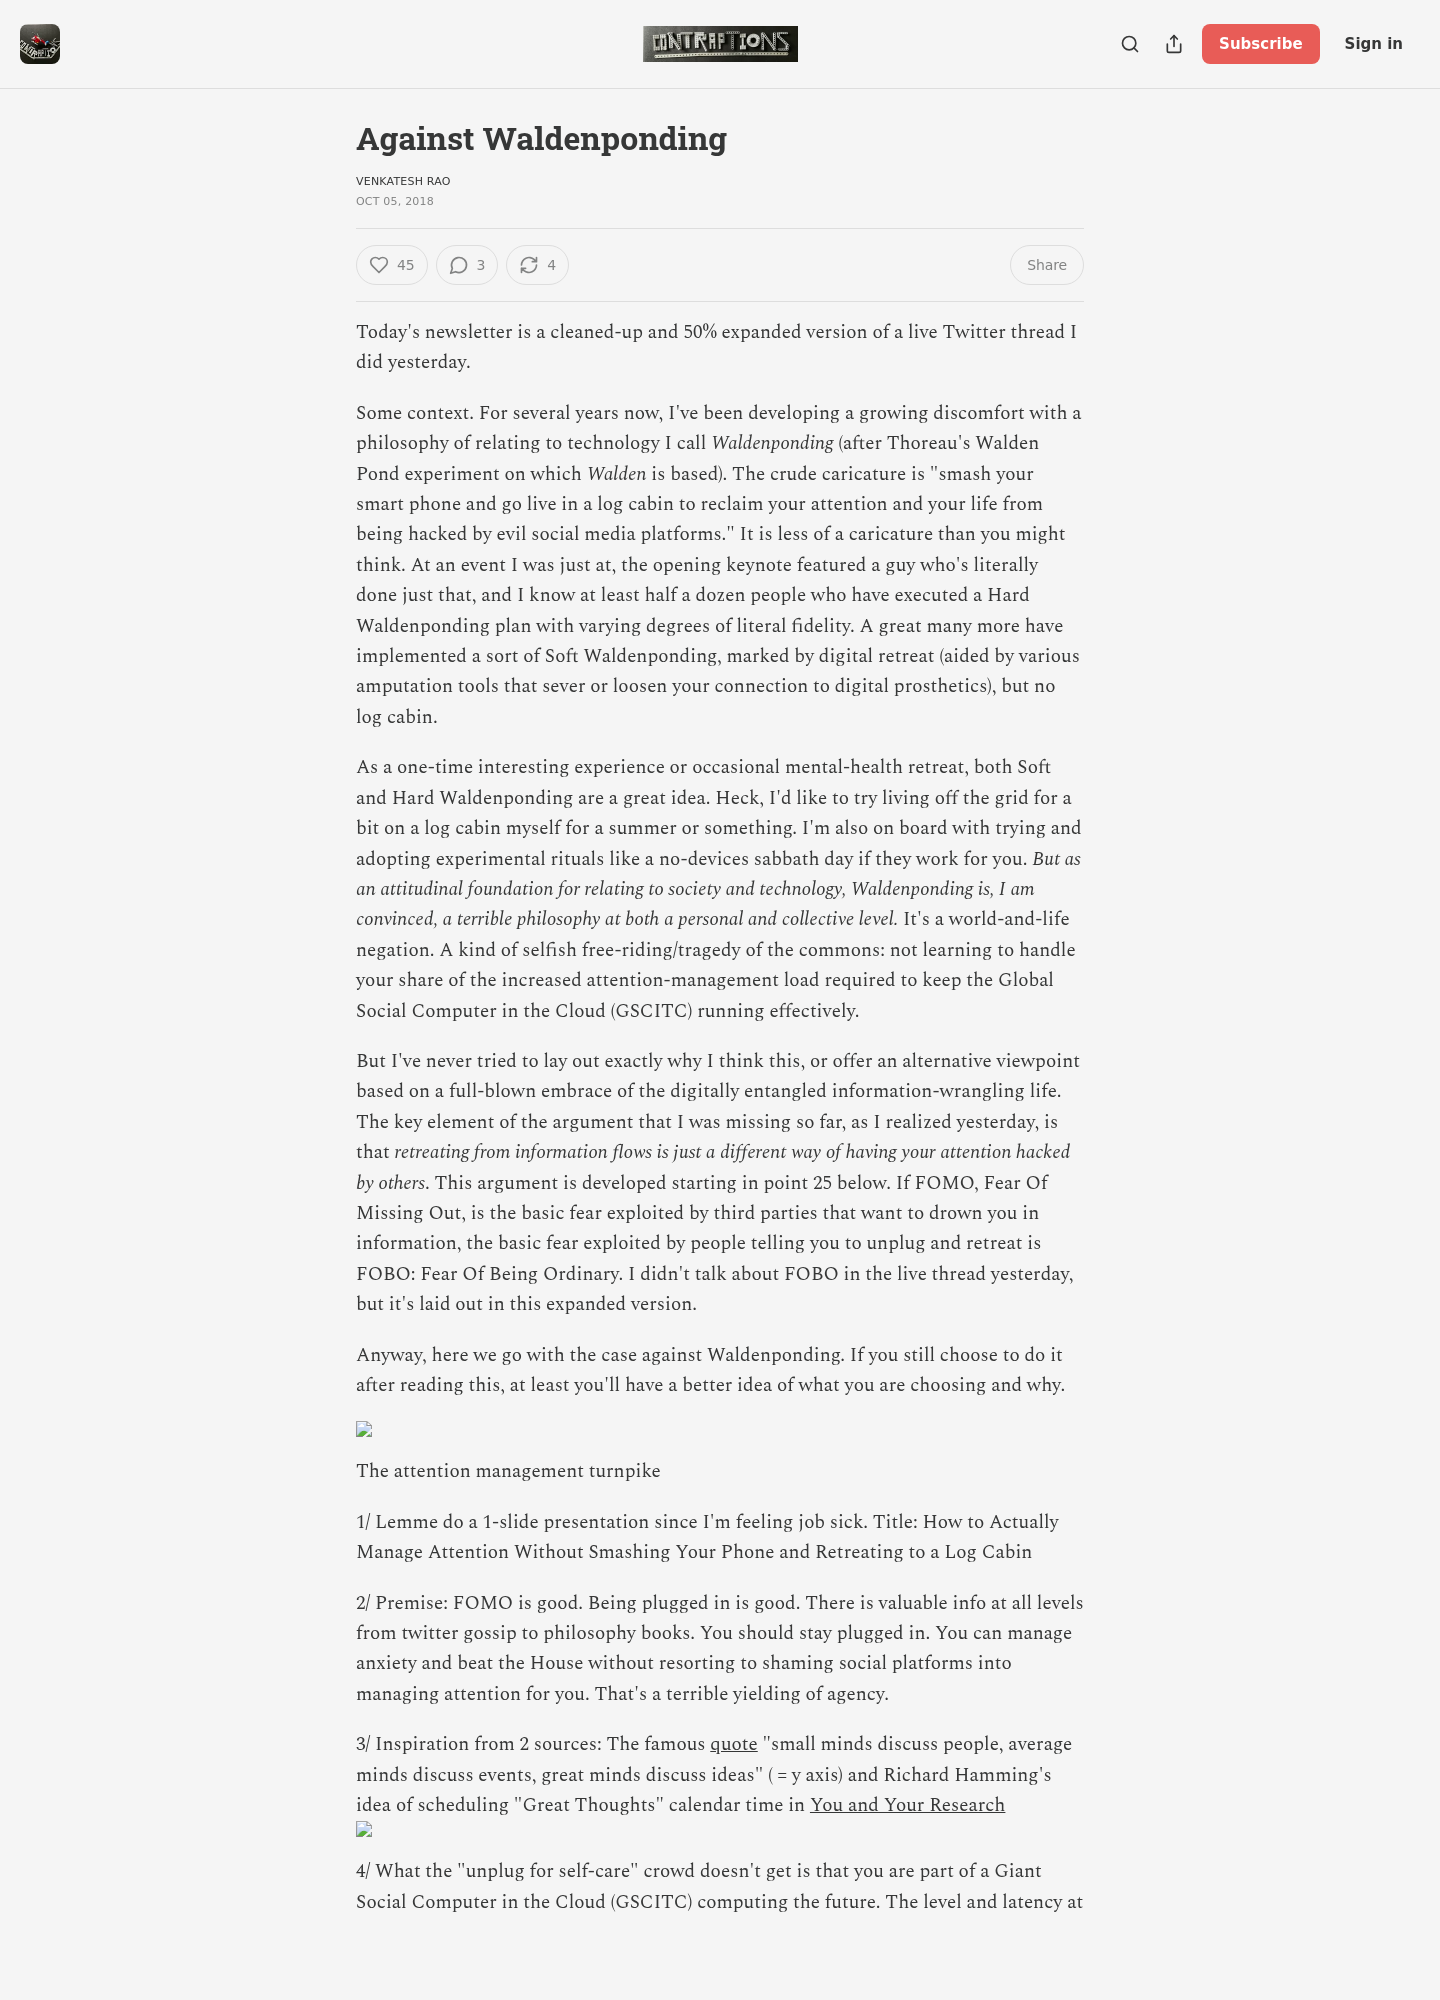 CONTRAPTIONS
Subscribe
Sign in
Against Waldenponding
VENKATESH RAO
OCT 05, 2018
45
3
4
Share
Today's newsletter is a cleaned-up and 50% expanded version of a live Twitter thread I
did yesterday.
Some context. For several years now, I've been developing a growing discomfort with a
philosophy of relating to technology I call Waldenponding (after Thoreau's Walden
Pond experiment on which Walden is based). The crude caricature is "smash your
smart phone and go live in a log cabin to reclaim your attention and your life from
being hacked by evil social media platforms." It is less of a caricature than you might
think. At an event I was just at, the opening keynote featured a guy who's literally
done just that, and I know at least half a dozen people who have executed a Hard
Waldenponding plan with varying degrees of literal fidelity. A great many more have
implemented a sort of Soft Waldenponding, marked by digital retreat (aided by various
amputation tools that sever or loosen your connection to digital prosthetics), but no
log cabin.
As a one-time interesting experience or occasional mental-health retreat, both Soft
and Hard Waldenponding are a great idea. Heck, I'd like to try living off the grid for a
bit on a log cabin myself for a summer or something. I'm also on board with trying and
adopting experimental rituals like a no-devices sabbath day if they work for you. But as
an attitudinal foundation for relating to society and technology, Waldenponding is, I am
convinced, a terrible philosophy at both a personal and collective level. It's a world-and-life
negation. A kind of selfish free-riding/tragedy of the commons: not learning to handle
your share of the increased attention-management load required to keep the Global
Social Computer in the Cloud (GSCITC) running effectively.
But I've never tried to lay out exactly why I think this, or offer an alternative viewpoint
based on a full-blown embrace of the digitally entangled information-wrangling life.
The key element of the argument that I was missing so far, as I realized yesterday, is
that retreating from information flows is just a different way of having your attention hacked
by others. This argument is developed starting in point 25 below. If FOMO, Fear Of
Missing Out, is the basic fear exploited by third parties that want to drown you in
information, the basic fear exploited by people telling you to unplug and retreat is
FOBO: Fear Of Being Ordinary. I didn't talk about FOBO in the live thread yesterday,
but it's laid out in this expanded version.
Anyway, here we go with the case against Waldenponding. If you still choose to do it
after reading this, at least you'll have a better idea of what you are choosing and why.
The attention management turnpike
1/ Lemme do a 1-slide presentation since I'm feeling job sick. Title: How to Actually
Manage Attention Without Smashing Your Phone and Retreating to a Log Cabin
2/ Premise: FOMO is good. Being plugged in is good. There is valuable info at all levels
from twitter gossip to philosophy books. You should stay plugged in. You can manage
anxiety and beat the House without resorting to shaming social platforms into
managing attention for you. That's a terrible yielding of agency.
3/ Inspiration from 2 sources: The famous quote "small minds discuss people, average
minds discuss events, great minds discuss ideas" ( = y axis) and Richard Hamming's
idea of scheduling "Great Thoughts" calendar time in You and Your Research
4/ What the "unplug for self-care" crowd doesn't get is that you are part of a Giant
Social Computer in the Cloud (GSCITC) computing the future. The level and latency at